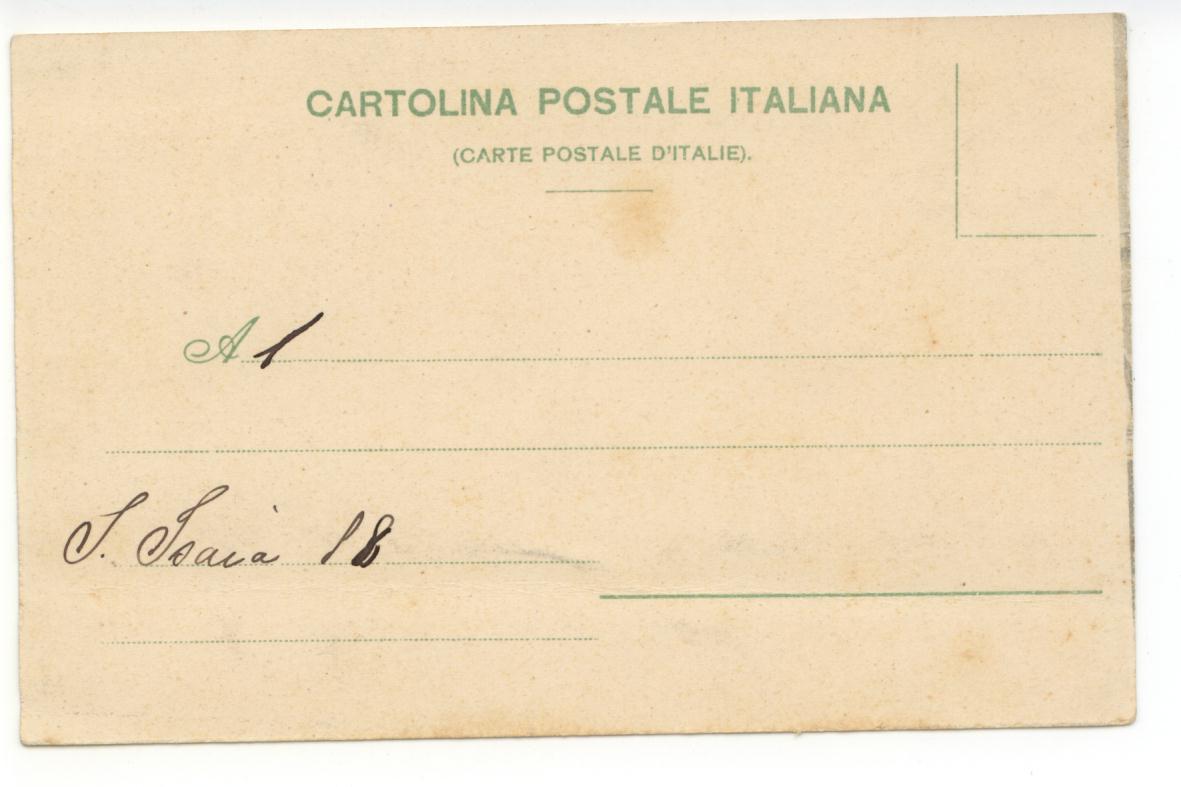 CARTOLINA POSTALE ITALIANA
(CARTE POSTALE D'ITALIE).
A 1
S. Isaia 18